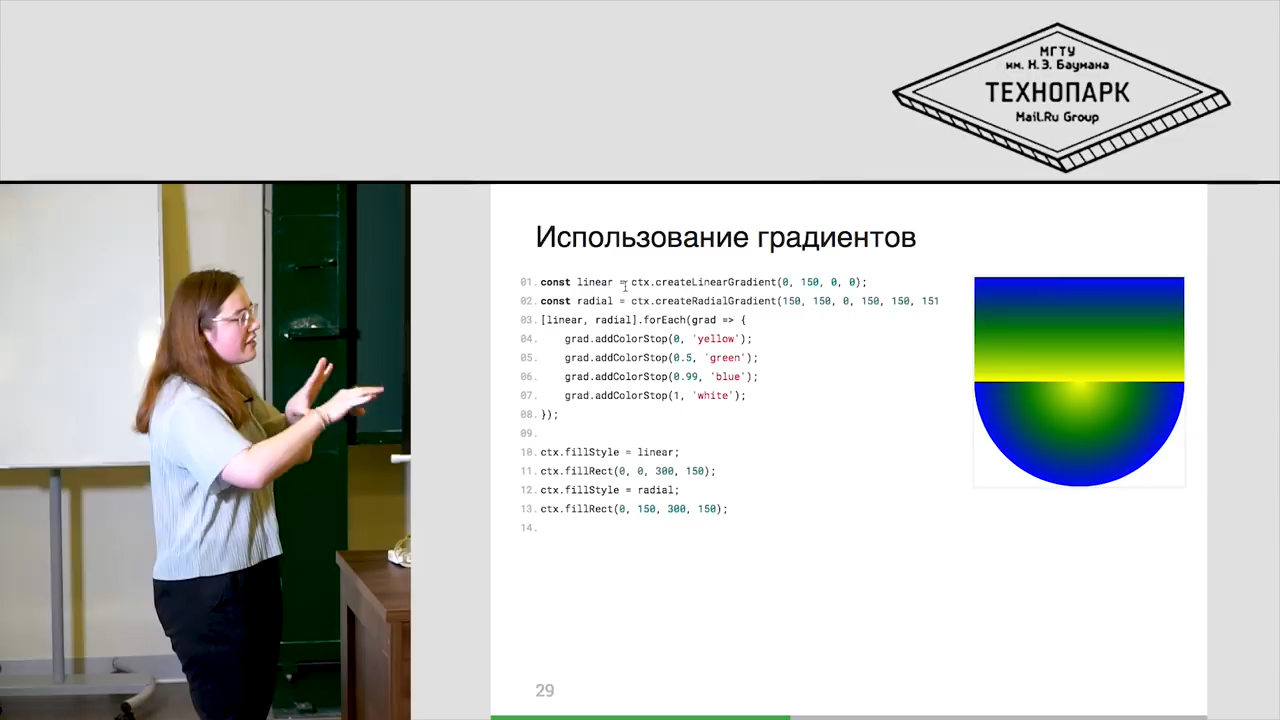 МГТУ
им. Н.Э. Баумана
ТЕХНОПАРК
Mail.Ru Group
Использование градиентов
01. const linear = ctx.createLinearGradient(0, 150, 0, 0);
02. const radial = ctx.createRadialGradient(150, 150, 0, 150, 150, 151
03. [linear, radial].forEach(grad => {
04. grad.addColorStop(0, 'yellow');
05. grad.addColorStop(0.5, 'green');
06. grad.addColorStop(0.99, 'blue');
07. grad.addColorStop(1, 'white');
08. });
09.
10. ctx.fillStyle = linear;
11. ctx.fillRect(0, 0, 300, 150);
12. ctx.fillStyle = radial;
13. ctx.fillRect(0, 150, 300, 150);
14.
29